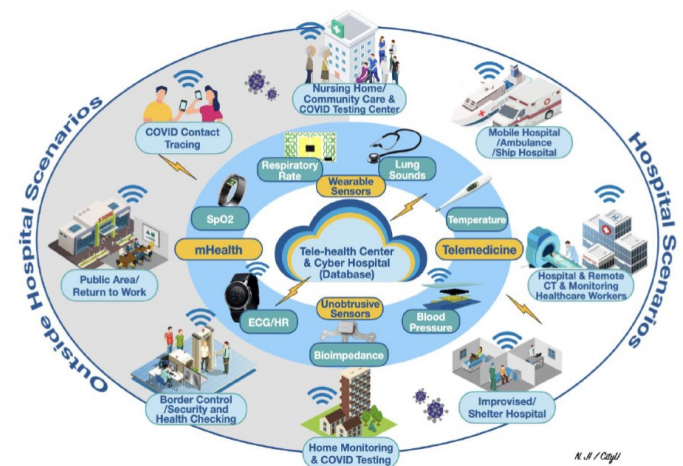 Nursing Home/
Community Care &
COVID Testing Center
COVID Contact
Tracing
Mobile Hospital
/Ambulance
/Ship Hospital
Outside Hospital Scenarios
Hospital Scenarios
Respiratory
Rate
Lung
Sounds
Wearable
Sensors
SpO2
Temperature
mHealth
Tele-health Center
& Cyber Hospital
(Database)
Telemedicine
Public Area/
Return to Work
Hospital & Remote
CT & Monitoring
Healthcare Workers
ECG/HR
Unobtrusive
Sensors
Blood
Pressure
Bioimpedance
Border Control
/Security and
Health Checking
Improvised/
Shelter Hospital
Home Monitoring
& COVID Testing
N. JI / CityU